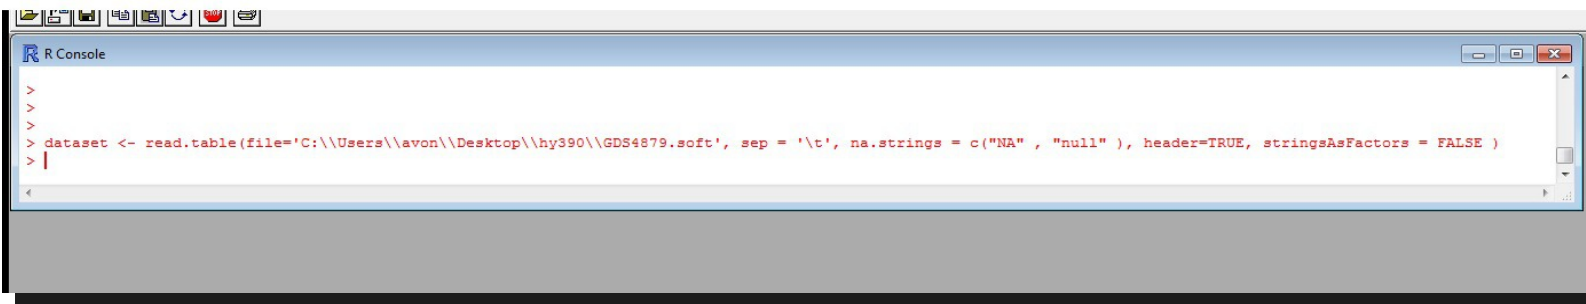 R Console
>
>
>
> dataset <- read.table(file='C:\\Users\\avon\\Desktop\\hy390\\GDS4879.soft', sep = '\t', na.strings = c("NA" , "null" ), header=TRUE, stringsAsFactors = FALSE )
>